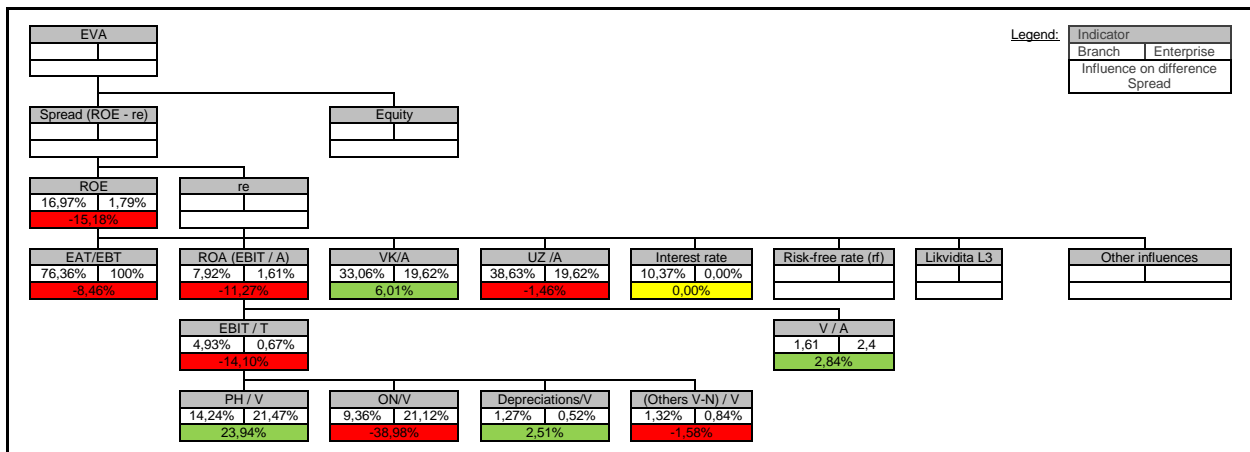 EVA
Legend:
Indicator
Branch Enterprise
Influence on difference
Spread
Spread (ROE - re) Equity
ROE re
16,97% 1,79%
-15,18%
EAT/EBT ROA (EBIT / A) VK/A UZ /A Interest rate Risk-free rate (rf) Likvidita L3 Other influences
76,36% 100% 7,92% 1,61% 33,06% 19,62% 38,63% 19,62% 10,37% 0,00%
-8,46% -11,27% 6,01% -1,46% 0,00%
EBIT / T V / A
4,93% 0,67% 1,61 2,4
-14,10% 2,84%
PH / V ON/V Depreciations/V (Others V-N) / V
14,24% 21,47% 9,36% 21,12% 1,27% 0,52% 1,32% 0,84%
23,94% -38,98% 2,51% -1,58%